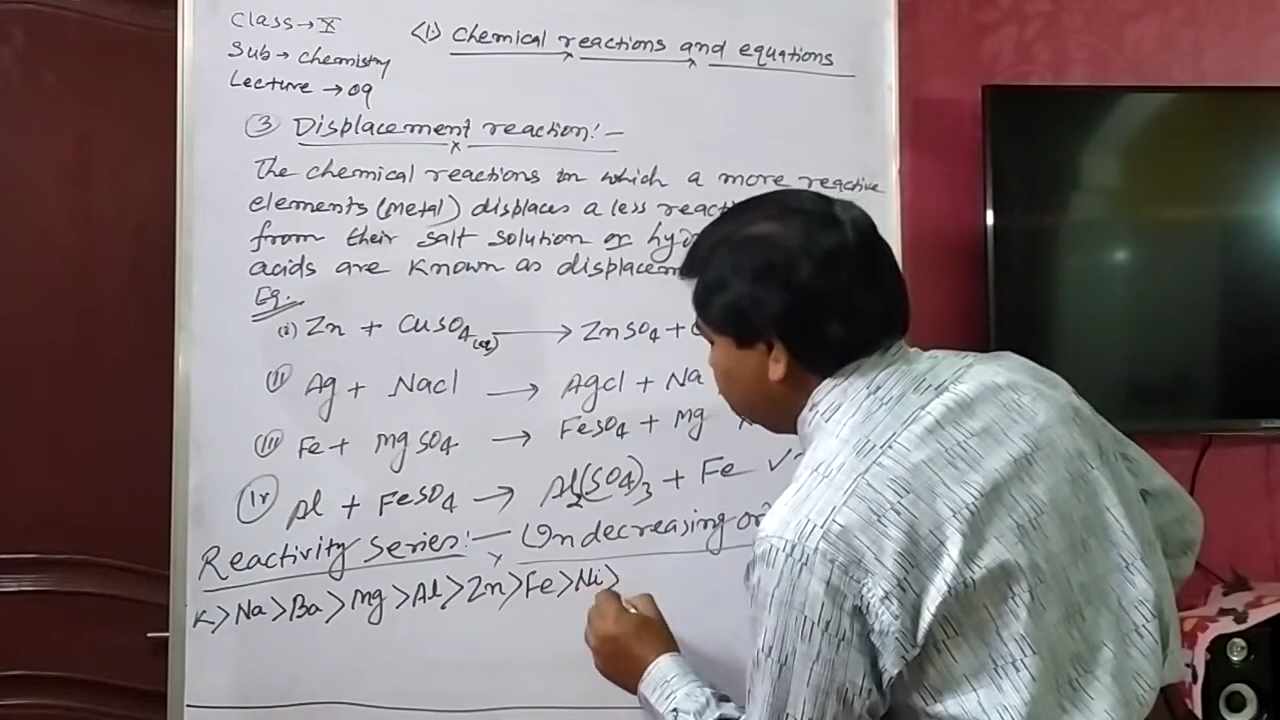 Class→X
<1.> Chemical reactions and equations
Sub→ Chemistry
Lecture →09
③ Displacement reaction:–
The chemical reactions in which a more reactive
elements (metal) displaces a less
from their salt solution or
acids are known as
Eg.
(i) Zn + CuSO4(aq) → ZnSO4 +
(ii) Ag + NaCl → AgCl + Na
(iii) Fe + MgSO4 → FeSO4 + Mg
(iv) Al + FeSO4 → Al2(SO4)3 + Fe ✓
Reactivity series:– (In decreasing
K>Na>Ba>Mg>Al>Zn>Fe>Ni>